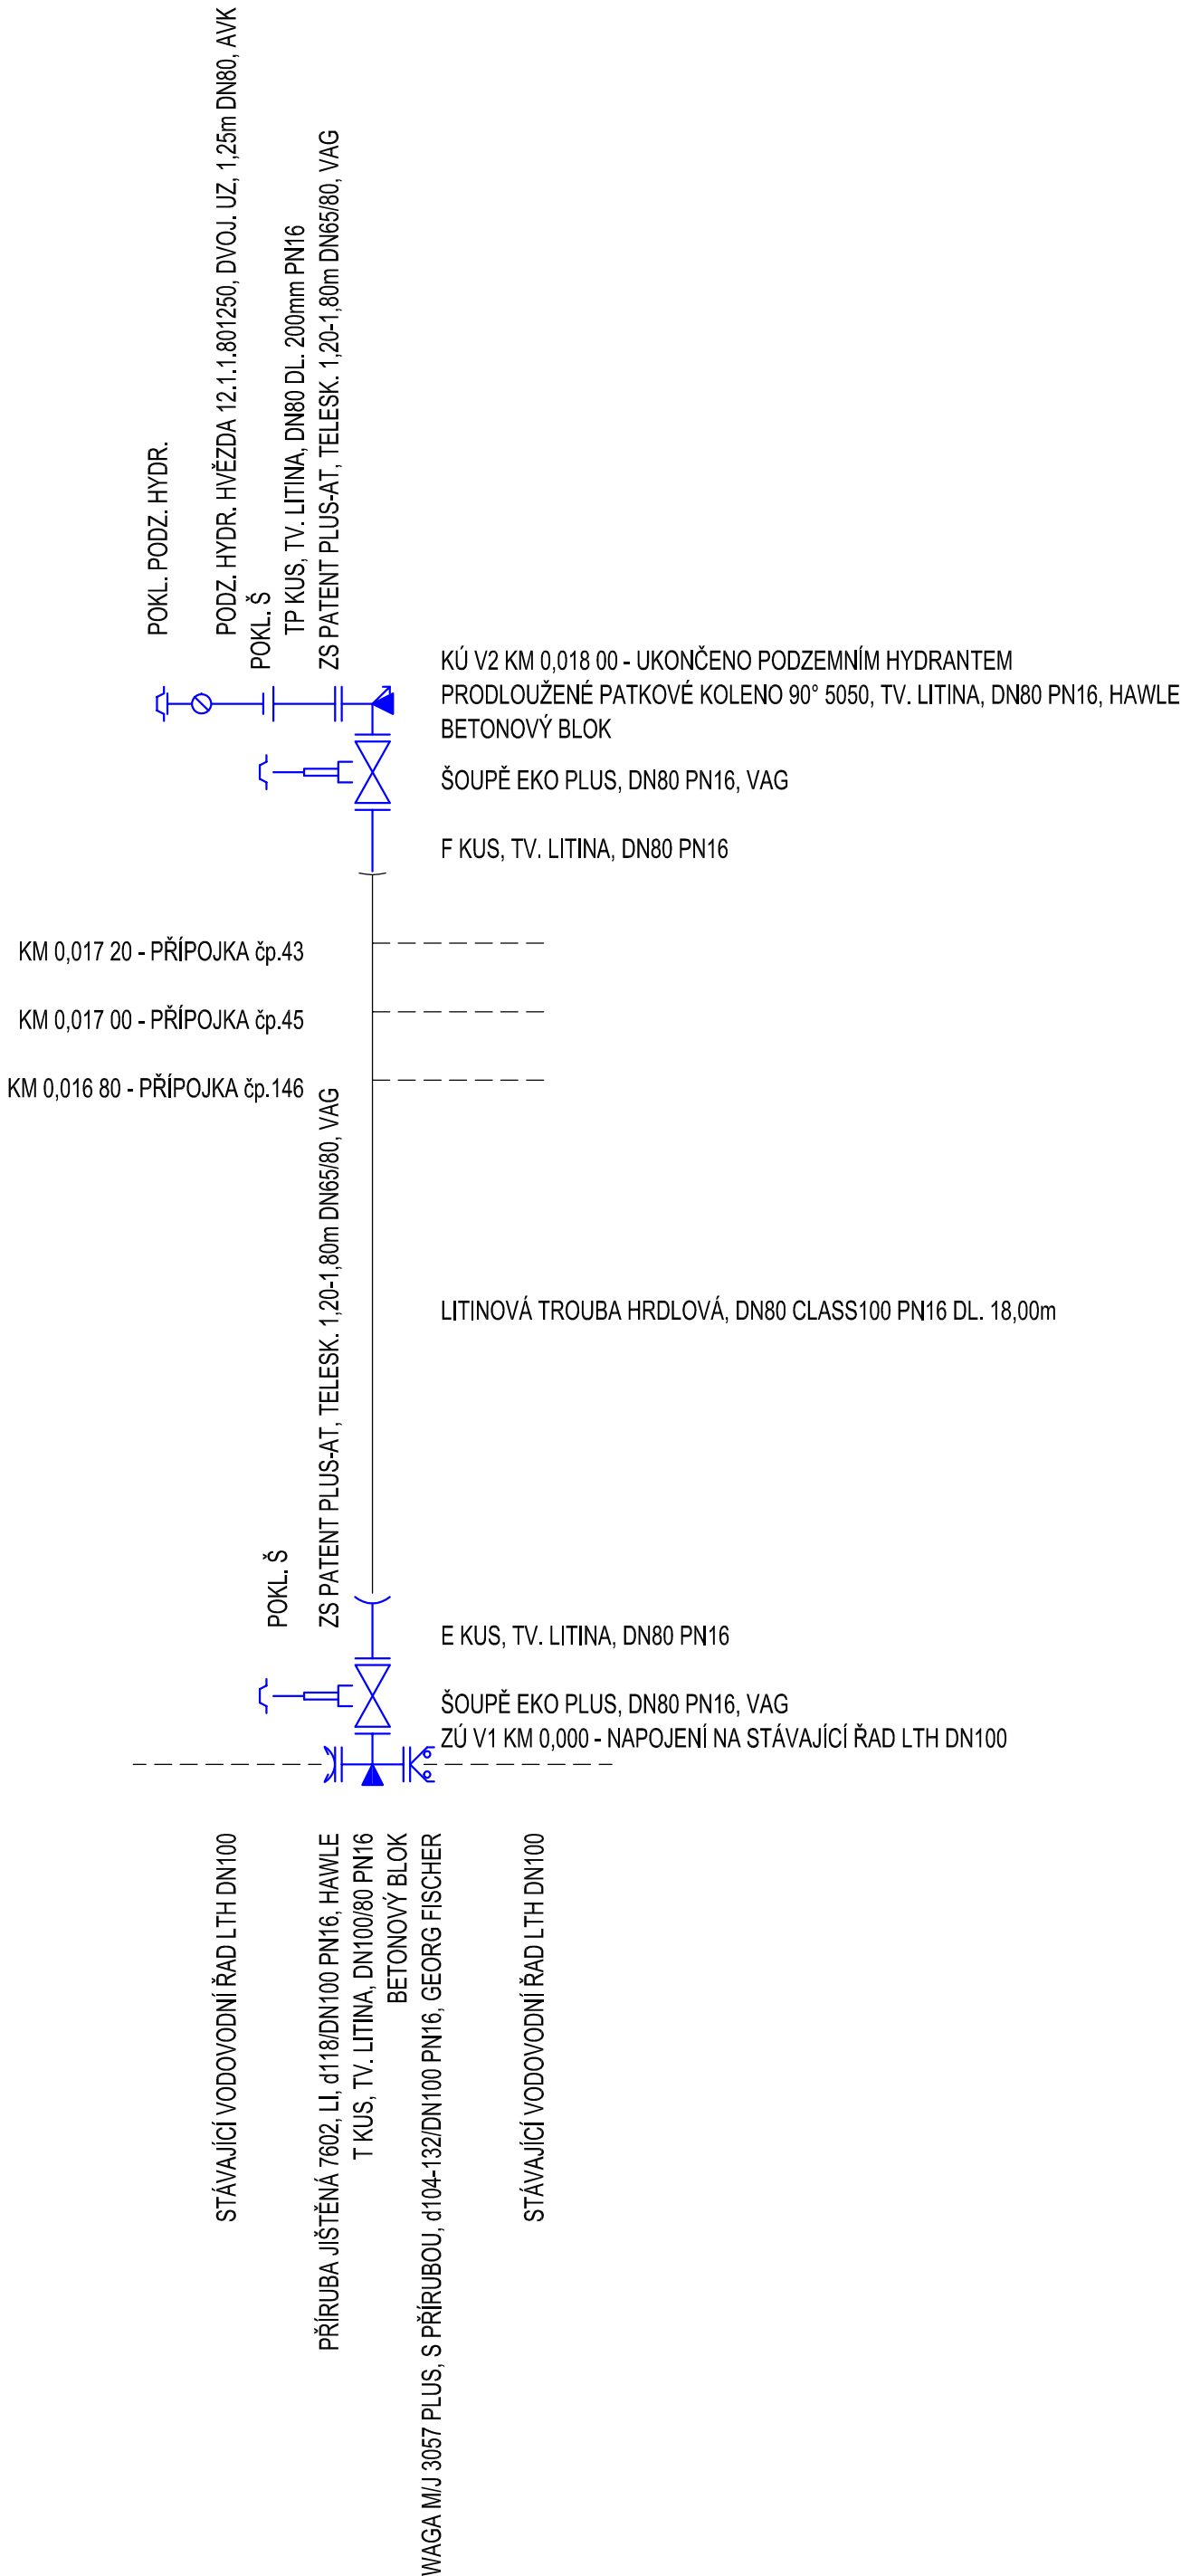 POKL. PODZ. HYDR.
PODZ. HYDR. HVĚZDA 12.1.1.801250, DVOJ. UZ, 1,25m DN80, AVK
POKL. Š
TP KUS, TV. LITINA, DN80 DL. 200mm PN16
ZS PATENT PLUS-AT, TELESK. 1,20-1,80m DN65/80, VAG
KÚ V2 KM 0,018 00 - UKONČENO PODZEMNÍM HYDRANTEM
PRODLOUŽENÉ PATKOVÉ KOLENO 90° 5050, TV. LITINA, DN80 PN16, HAWLE
BETONOVÝ BLOK
ŠOUPĚ EKO PLUS, DN80 PN16, VAG
F KUS, TV. LITINA, DN80 PN16
KM 0,017 20 - PŘÍPOJKA čp.43
KM 0,017 00 - PŘÍPOJKA čp.45
KM 0,016 80 - PŘÍPOJKA čp.146
POKL. Š
ZS PATENT PLUS-AT, TELESK. 1,20-1,80m DN65/80, VAG
LITINOVÁ TROUBA HRDLOVÁ, DN80 CLASS100 PN16 DL. 18,00m
E KUS, TV. LITINA, DN80 PN16
ŠOUPĚ EKO PLUS, DN80 PN16, VAG
ZÚ V1 KM 0,000 - NAPOJENÍ NA STÁVAJÍCÍ ŘAD LTH DN100
STÁVAJÍCÍ VODOVODNÍ ŘAD LTH DN100
PŘÍRUBA JIŠTĚNÁ 7602, LI, d118/DN100 PN16, HAWLE
T KUS, TV. LITINA, DN100/80 PN16
BETONOVÝ BLOK
WAGA M/J 3057 PLUS, S PŘÍRUBOU, d104-132/DN100 PN16, GEORG FISCHER
STÁVAJÍCÍ VODOVODNÍ ŘAD LTH DN100